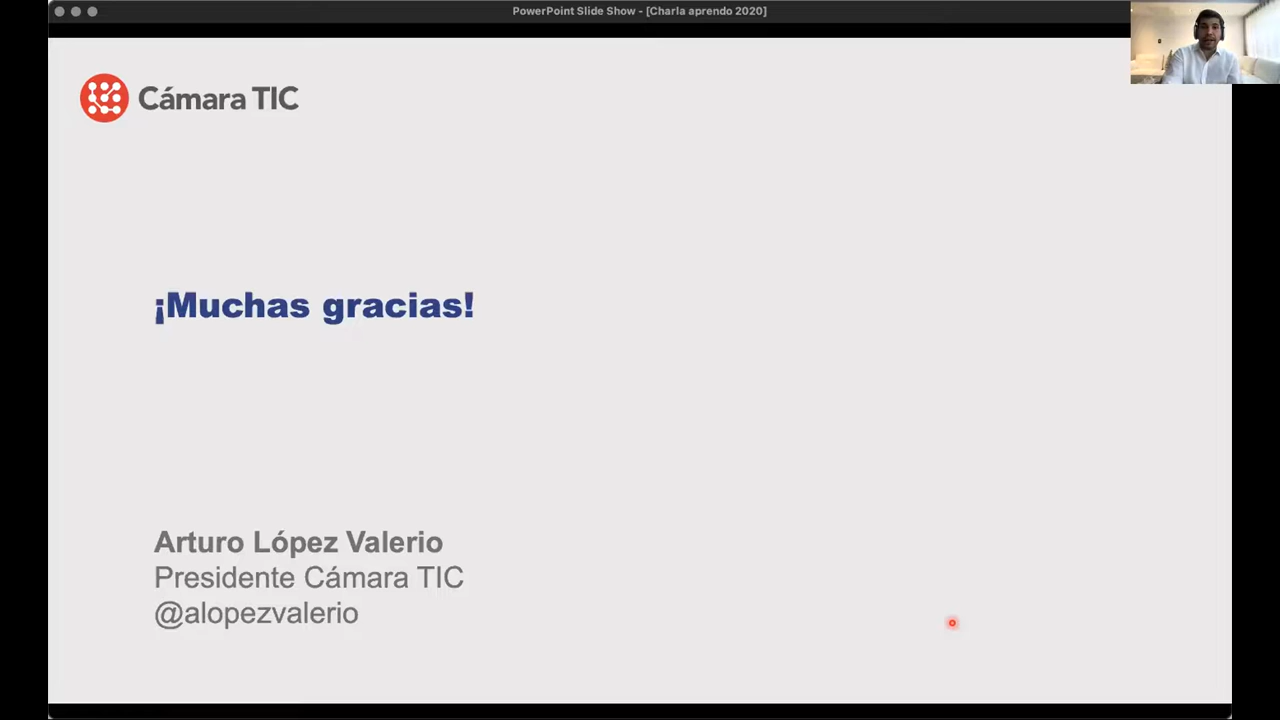 PowerPoint Slide Show - [Charla aprendo 2020]
Cámara TIC
¡Muchas gracias!
Arturo López Valerio
Presidente Cámara TIC
@alopezvalerio